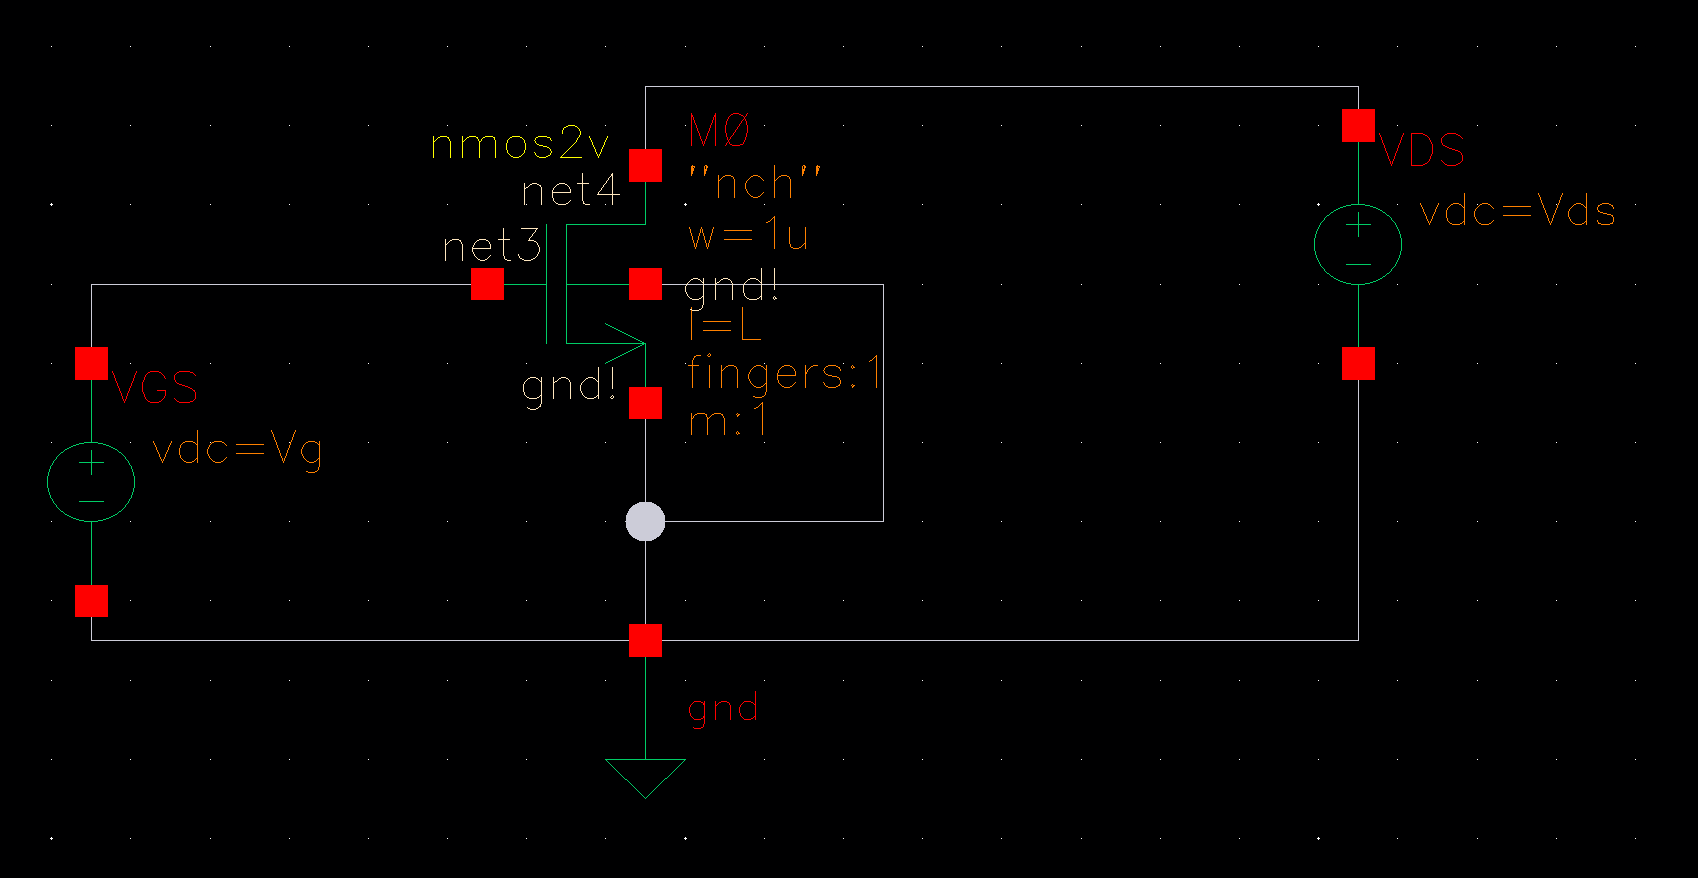 nmos2v
net4
net3
gnd!
M0
"nch"
w=1u
gnd!
l=L
fingers:1
m:1
VDS
vdc=Vds
VGS
vdc=Vg
gnd